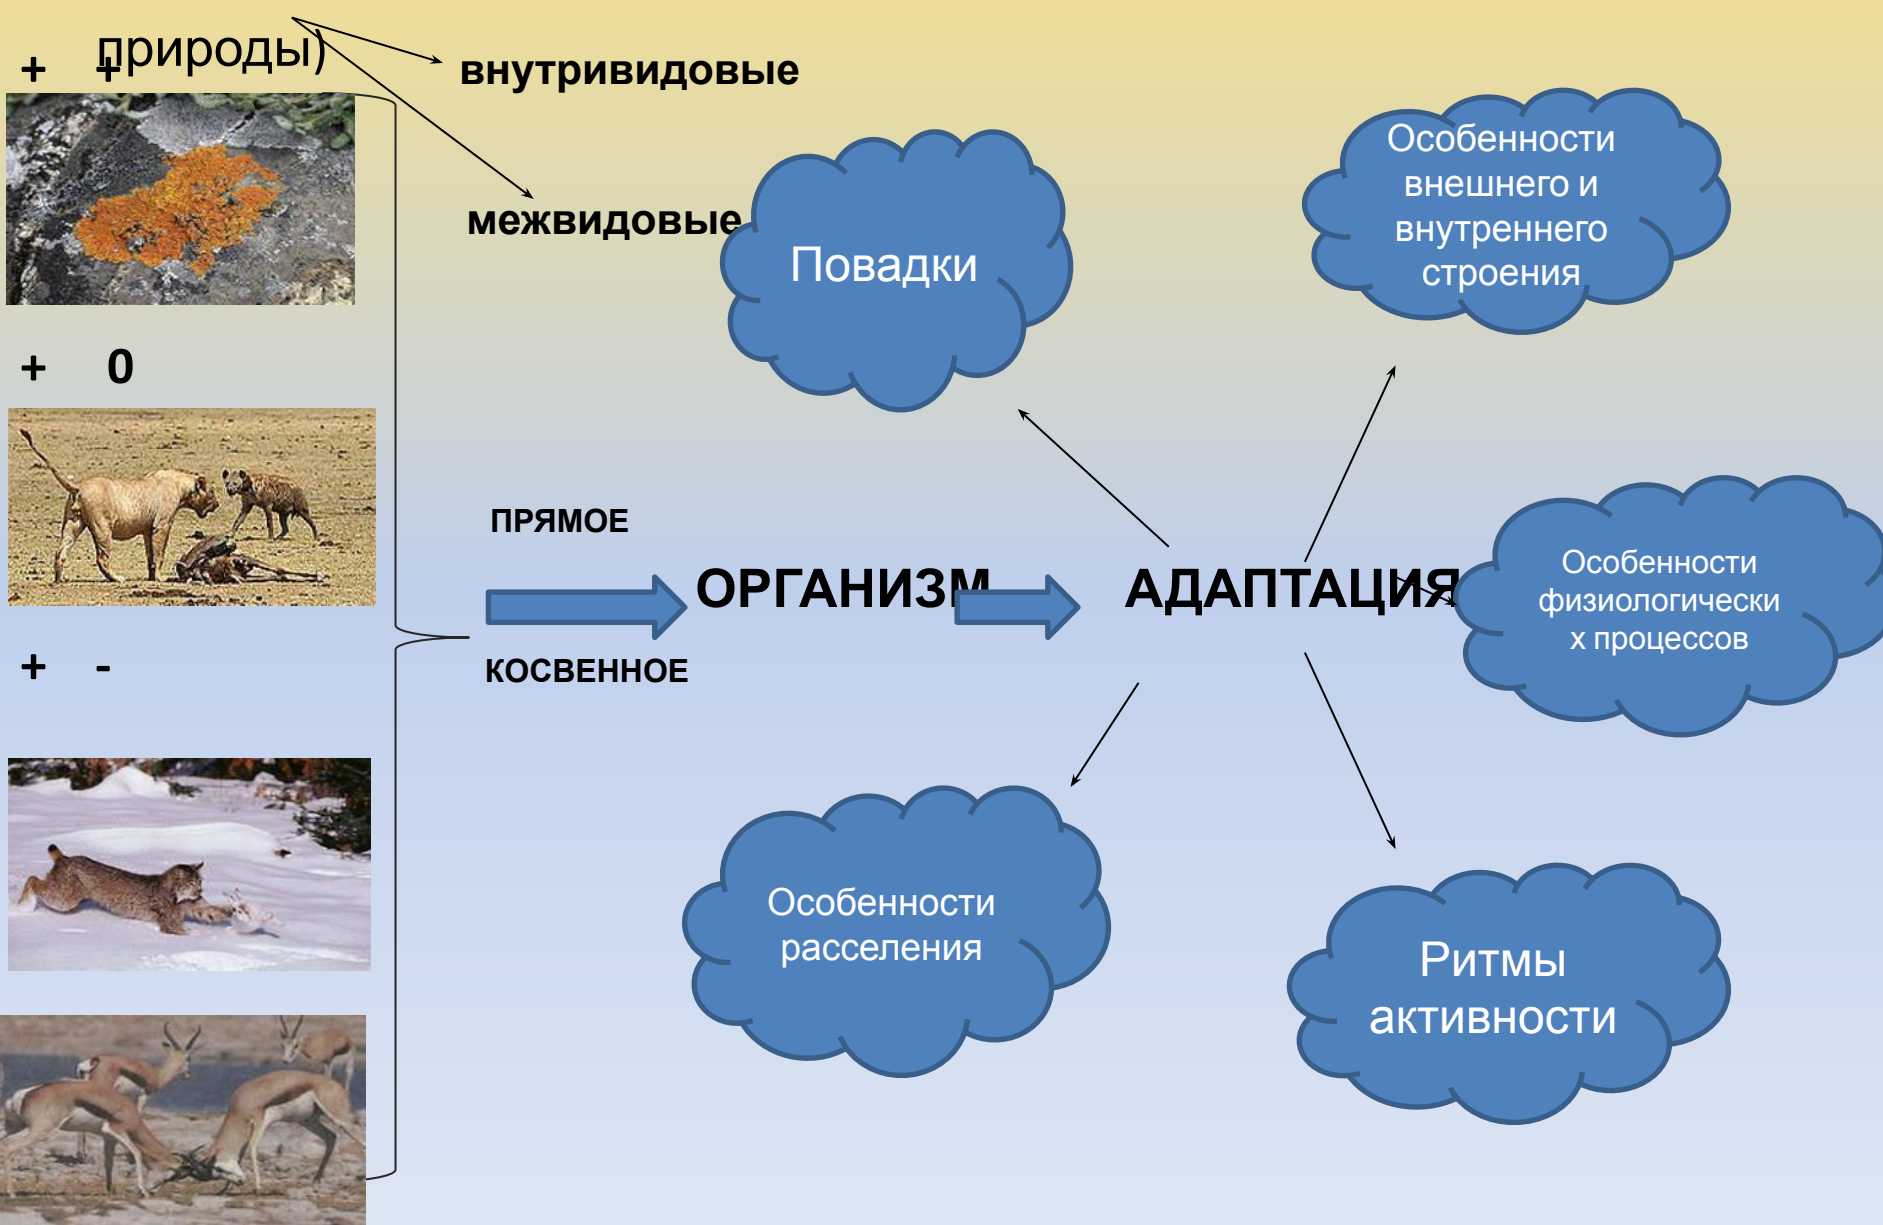 природы)
+ +
внутривидовые
межвидовые
Повадки
Особенности
внешнего и
внутреннего
строения
+ 0
ПРЯМОЕ
ОРГАНИЗМ
АДАПТАЦИЯ
Особенности
физиологически
х процессов
+ -
КОСВЕННОЕ
Особенности
расселения
Ритмы
активности